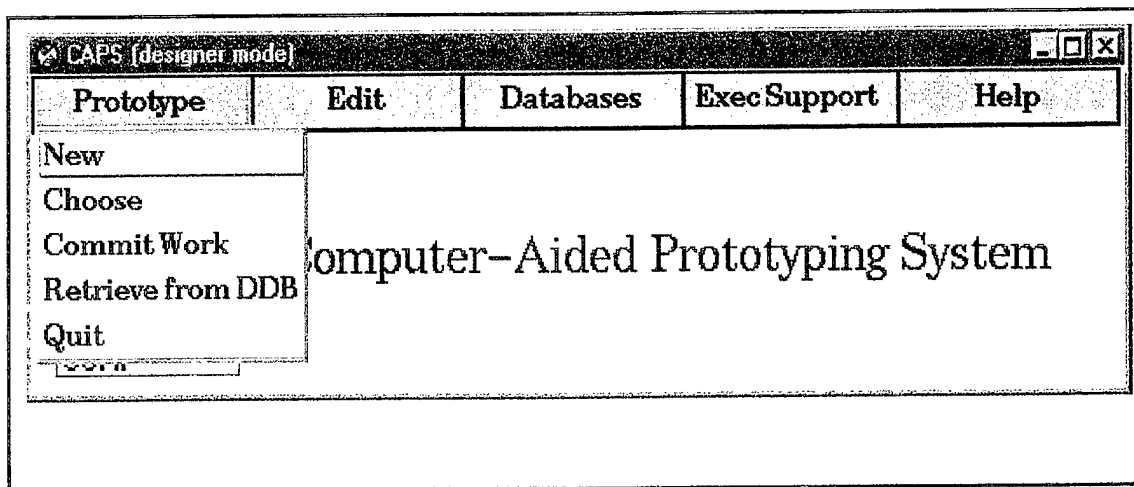 CAPS [designer mode]
Prototype Edit Databases Exec Support Help
New
Choose
Commit Work
Retrieve from DDB
Quit
omputer-Aided Prototyping System